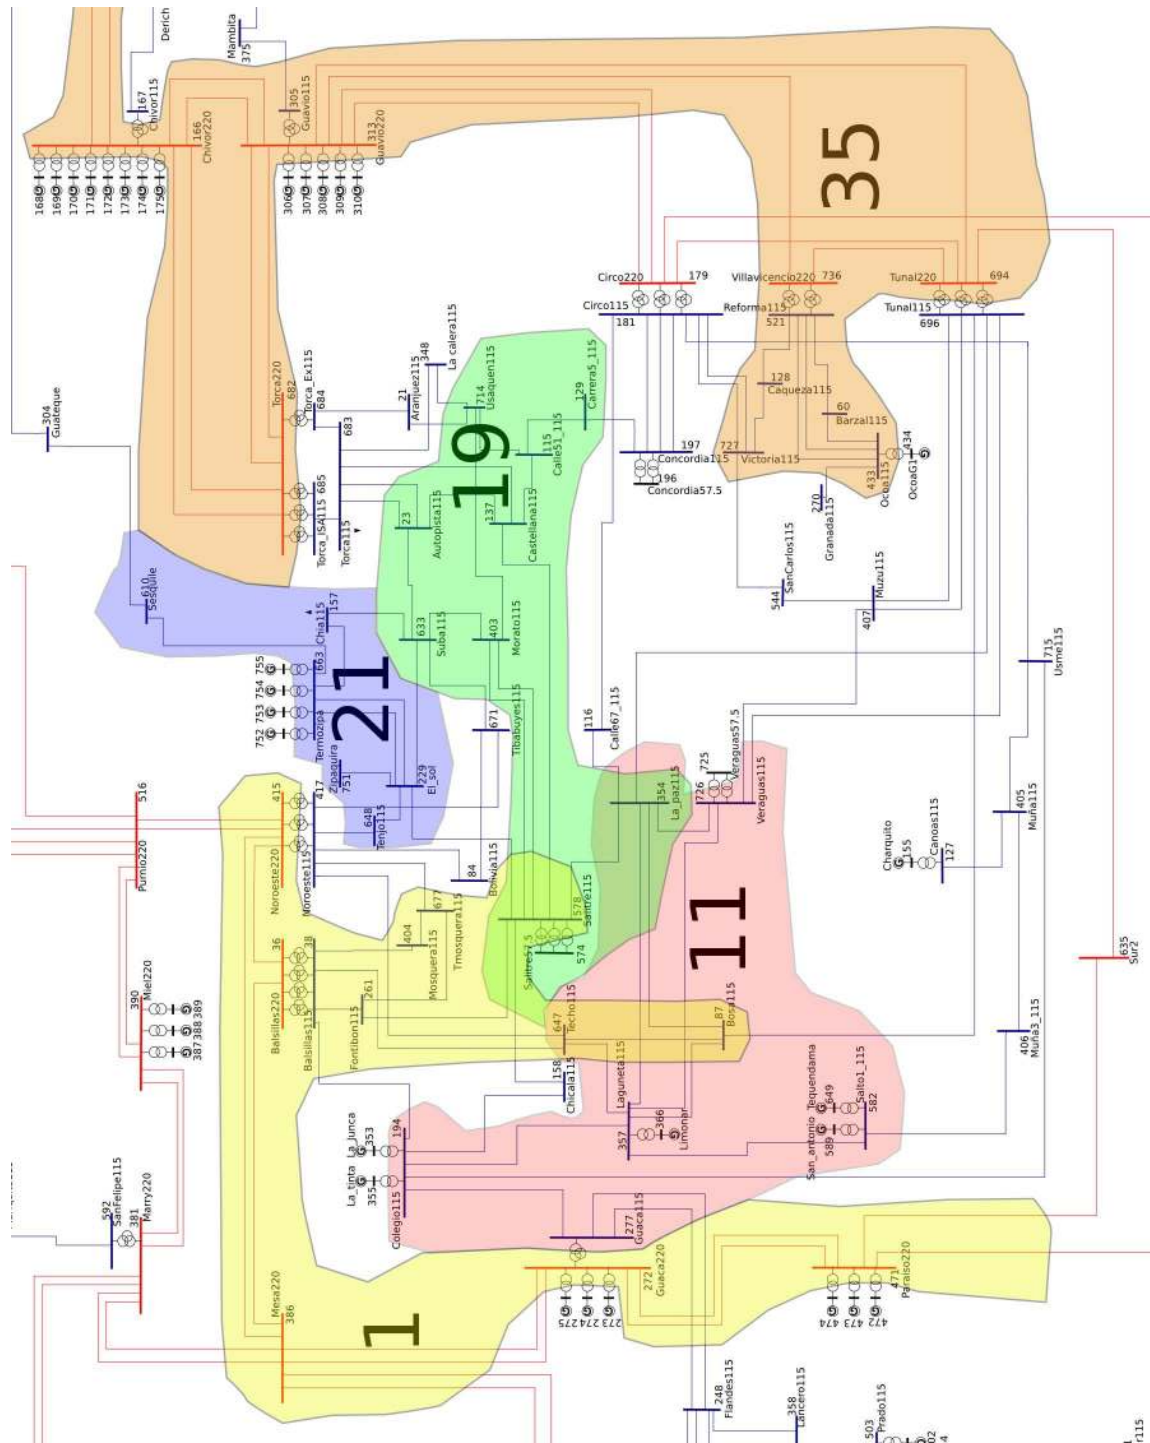 Derich
Mambita
375
167
Chivor115
305
Guavio115
166
Chivor220
313
Guavio220
168
169
170
171
172
173
174
175
306
307
308
309
310
35
Circo220
179
Villavicencio220
736
Tunal220
694
Circo115
181
Reforma115
521
Tunal115
696
304
Guateque
Torca220
682
Torca_Ex115
684
683
21
Aranjuez115
348
La calera115
714
Usaquen115
129
Carrera5_115
128
Caqueza115
60
Barzal115
19
115
Calle51_115
197
Concordia115
196
Concordia57.5
727
Victoria115
433
Ocoa115
434
OcoaG1
G
270
Granada115
685
Torca_ISA115
Torca115
23
Autopista115
137
Castellana115
610
Sesquile
157
Chia115
633
Suba115
403
Morato115
544
SanCarlos115
407
Muzu115
715
Usme115
755
754
753
752
663
Termozipa
21
671
Tibabuyes115
116
Calle67_115
725
Veraguas57.5
726
Veraguas115
354
La_paz115
516
Purnio220
415
Noroeste220
417
Noroeste115
Zipaquira
751
229
El_sol
648
Tenjo115
84
Bolivia115
405
Muña115
Charquito
155
G
Canoas115
127
677
Tmosquera115
404
Mosquera115
578
Salitre115
Salitre57.5
574
11
36
Balsillas220
38
Balsillas115
261
Fontibon115
647
Techo115
87
Bosa115
635
Sur2
390
Miel220
387
388
389
406
Muña3_115
158
Chicala115
Laguneta115
357
366
Limonar
Tequendama
649
San_antonio
589
Salto1_115
582
La_junca
353
La_tinta
355
194
Colegio115
592
SanFelipe115
381
Marry220
277
Guaca115
272
Guaca220
275
274
273
471
Paraiso220
474
473
472
Mesa220
386
1
248
Flandes115
358
Lancero115
503
Prado115